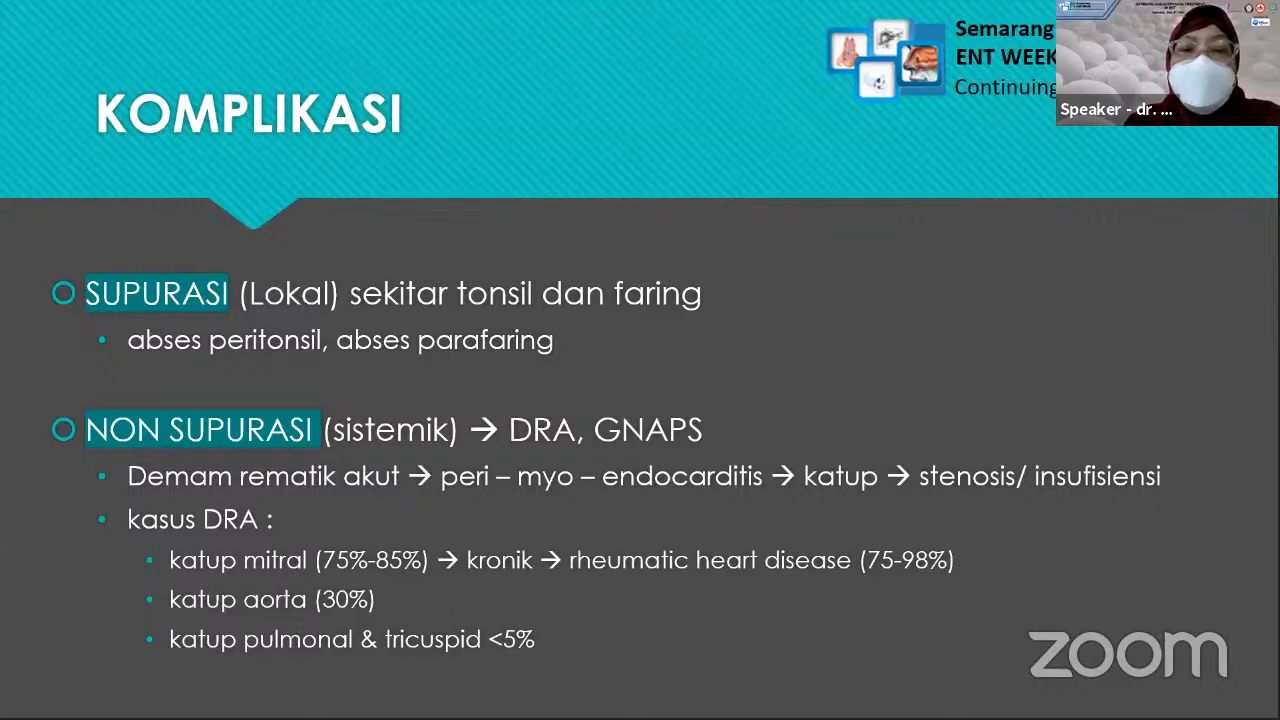 KOMPLIKASI
Semarang
ENT WEEK
Continuing
Speaker - dr. ...
SUPURASI (Lokal) sekitar tonsil dan faring
abses peritonsil, abses parafaring
NON SUPURASI (sistemik) → DRA, GNAPS
Demam rematik akut → peri – myo – endocarditis → katup → stenosis/ insufisiensi
kasus DRA :
katup mitral (75%-85%) → kronik → rheumatic heart disease (75-98%)
katup aorta (30%)
katup pulmonal & tricuspid <5%
zoom